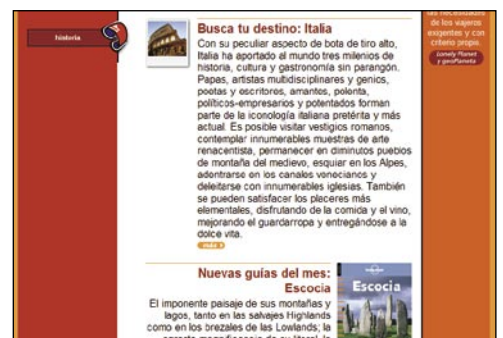 las necesidades
de los viajeros
exigentes y con
criterio propio.
Lonely Planet
y geoPlaneta
historia
Busca tu destino: Italia
Con su peculiar aspecto de bota de tiro alto,
Italia ha aportado al mundo tres milenios de
historia, cultura y gastronomía sin parangón.
Papas, artistas multidisciplinares y genios,
poetas y escritores, amantes, polenta,
políticos-empresarios y potentados forman
parte de la iconología italiana pretérita y más
actual. Es posible visitar vestigios romanos,
contemplar innumerables muestras de arte
renacentista, permanecer en diminutos pueblos
de montaña del medievo, esquiar en los Alpes,
adentrarse en los canales venecianos y
deleitarse con innumerables iglesias. También
se pueden satisfacer los placeres más
elementales, disfrutando de la comida y el vino,
mejorando el guardarropa y entregándose a la
dolce vita.
más
Nuevas guías del mes:
Escocia
El imponente paisaje de sus montañas y
lagos, tanto en las salvajes Highlands
como en los brezales de las Lowlands; la
Escocia